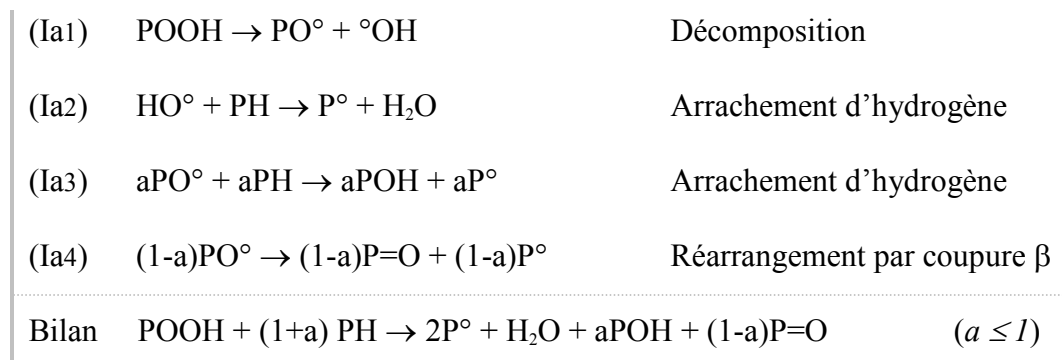 (Ia1) POOH → PO° + °OH Décomposition
(Ia2) HO° + PH → P° + H₂O Arrachement d’hydrogène
(Ia3) aPO° + aPH → aPOH + aP° Arrachement d’hydrogène
(Ia4) (1-a)PO° → (1-a)P=O + (1-a)P° Réarrangement par coupure β
Bilan POOH + (1+a) PH → 2P° + H₂O + aPOH + (1-a)P=O (a ≤ 1)